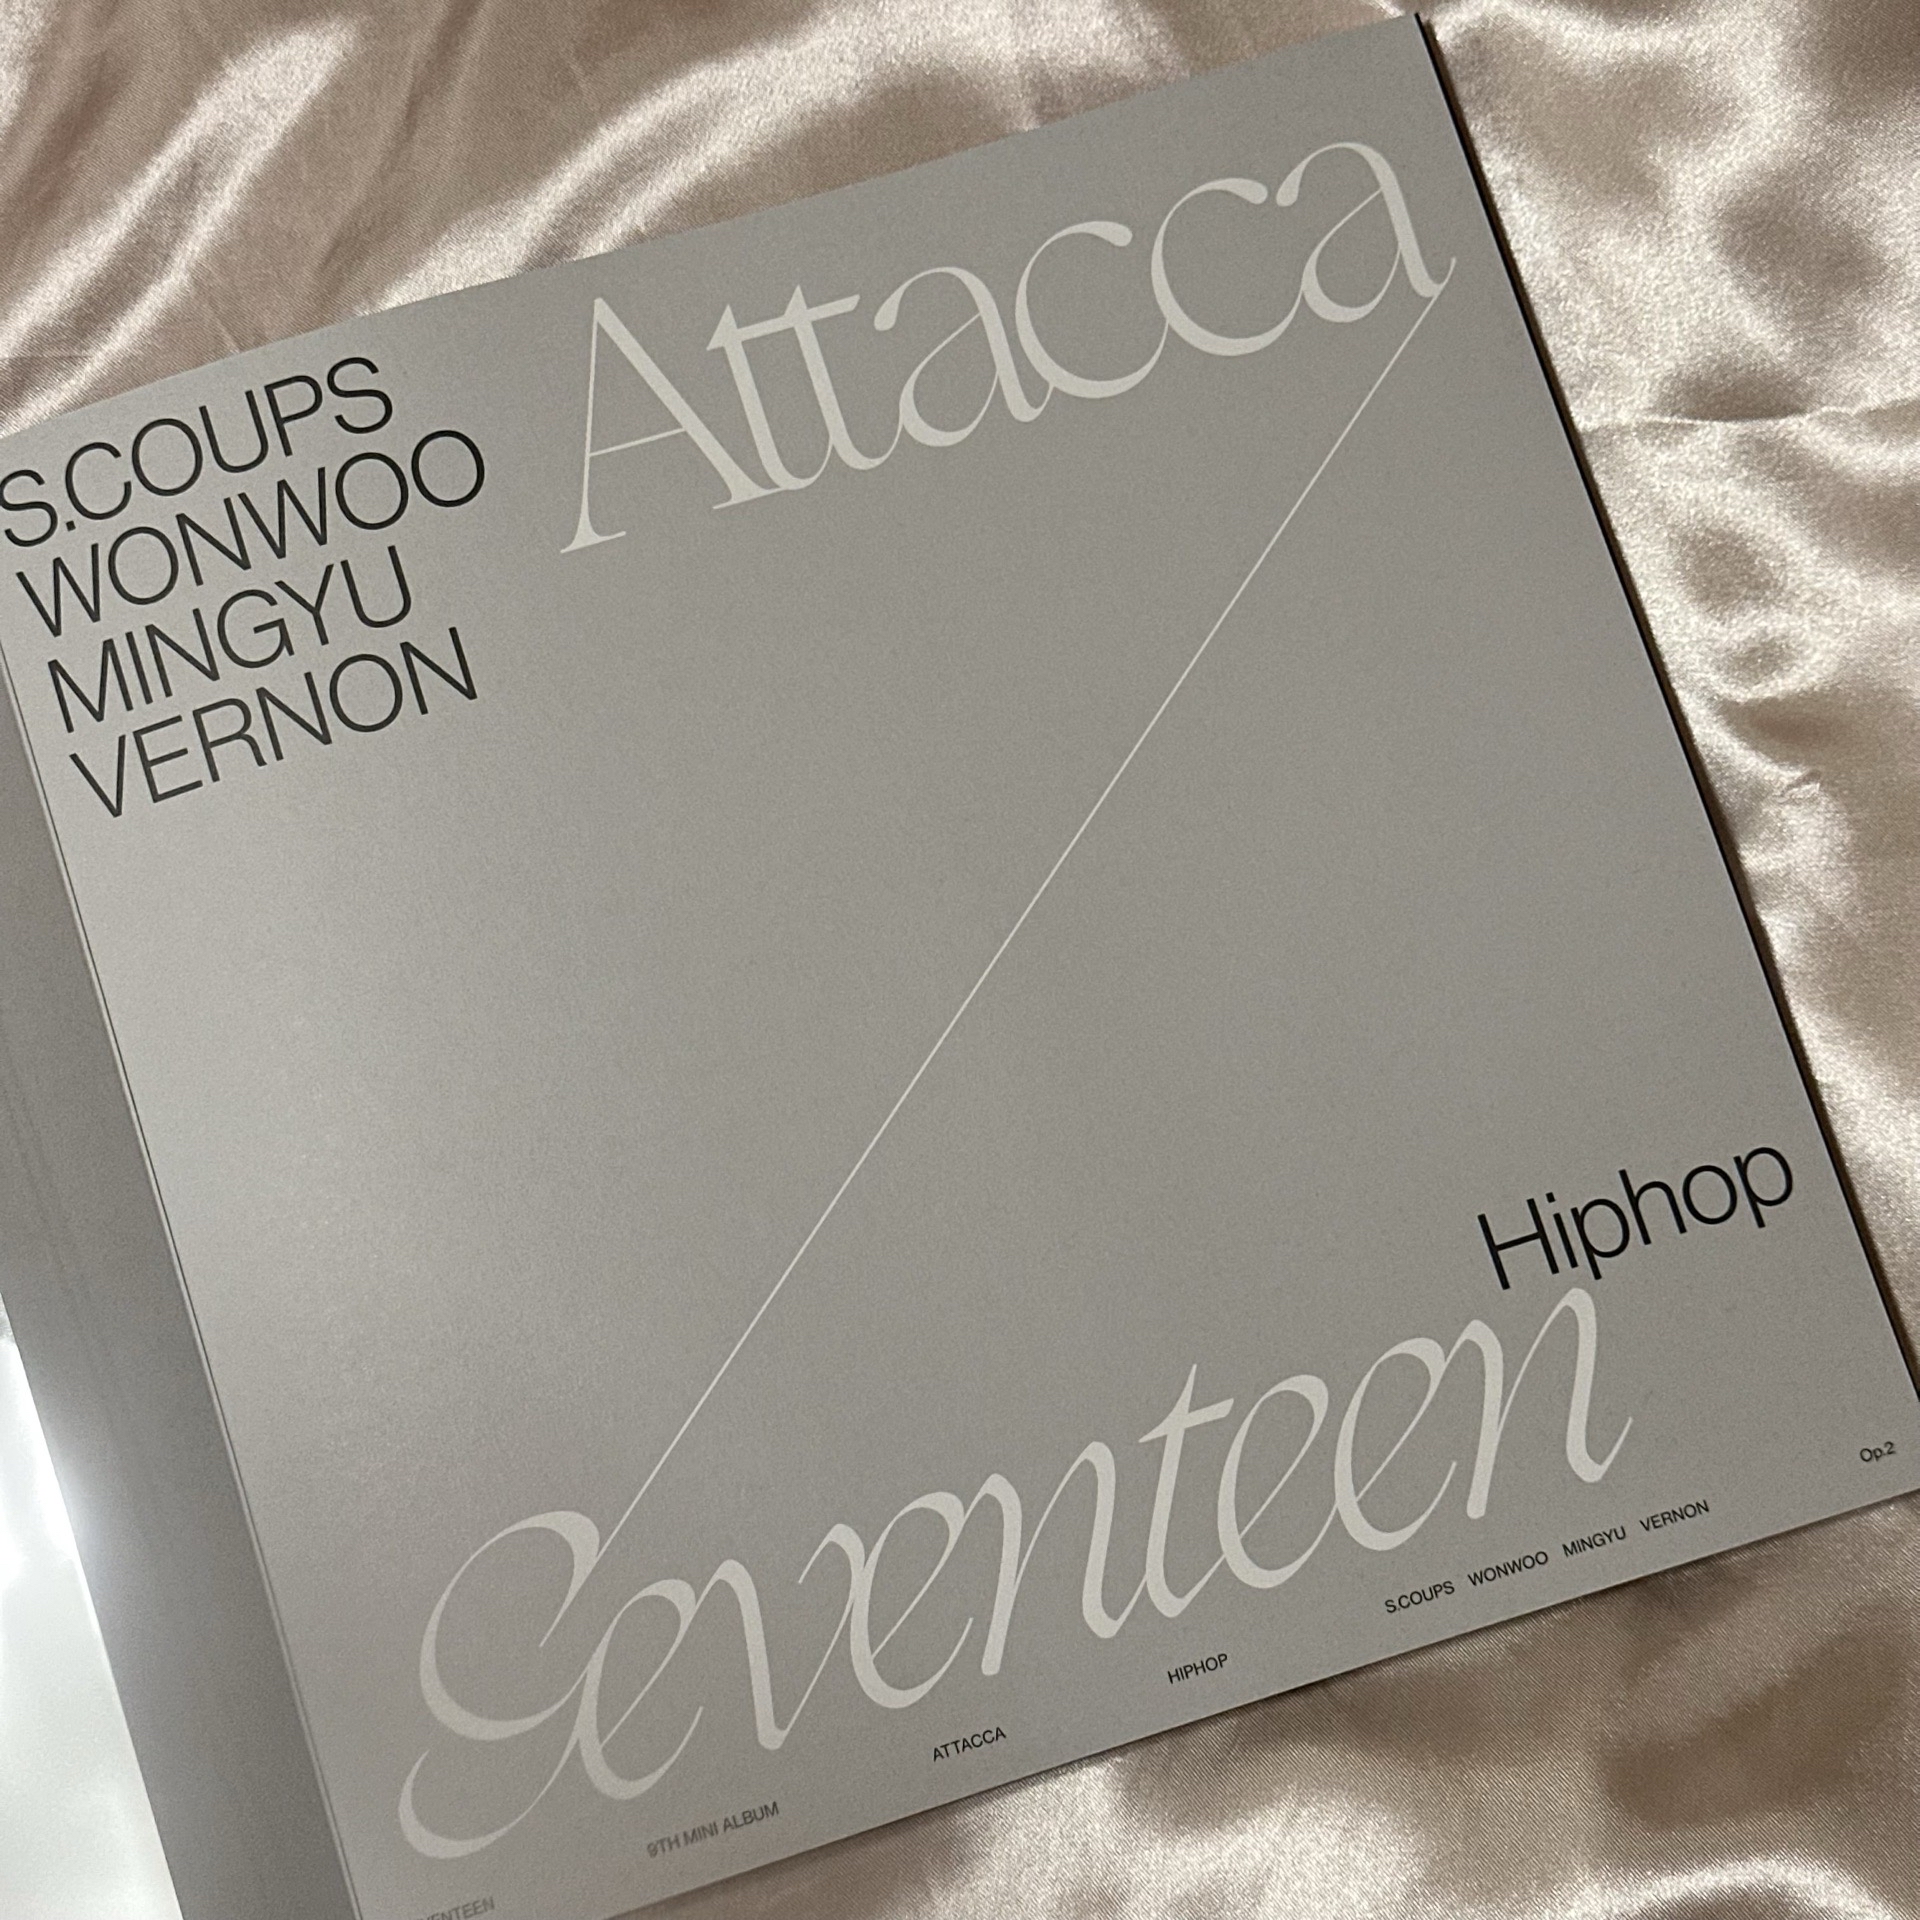 Attacca
S.COUPS
WONWOO
MINGYU
VERNON
Hiphop
Seventeen
9TH MINI ALBUM
ATTACCA
HIPHOP
S.COUPS WONWOO MINGYU VERNON
Op.2